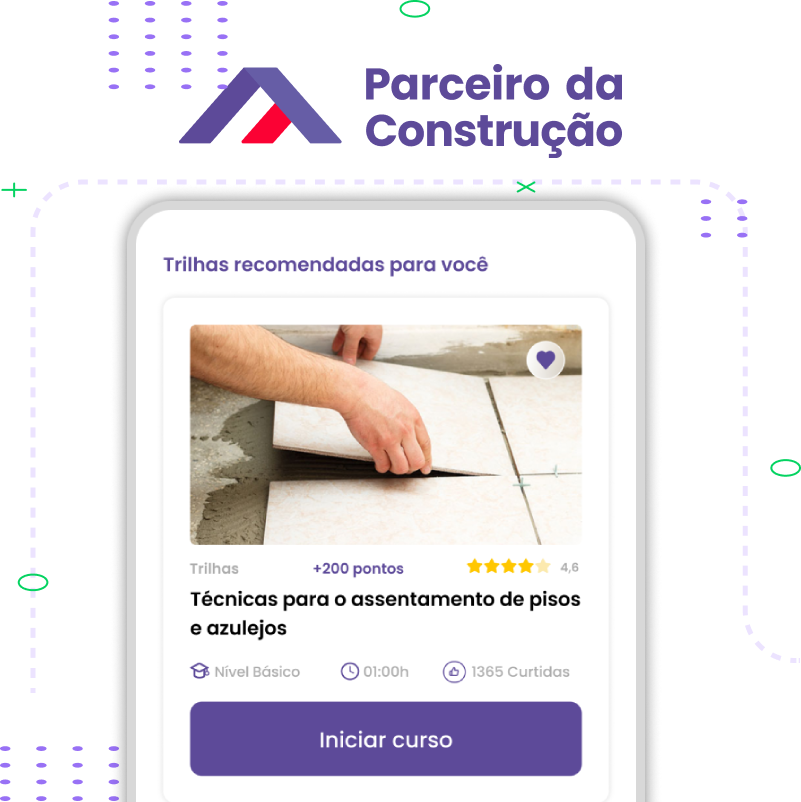 Parceiro da
Construção
Trilhas recomendadas para você
Trilhas +200 pontos 4,6
Técnicas para o assentamento de pisos
e azulejos
Nível Básico 01:00h 1365 Curtidas
Iniciar curso